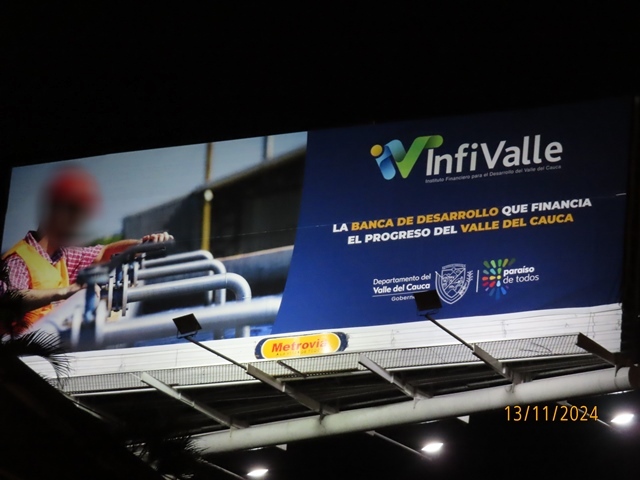 InfiValle
Instituto Financiero para el Desarrollo del Valle del Cauca
LA BANCA DE DESARROLLO QUE FINANCIA
EL PROGRESO DEL VALLE DEL CAUCA
Departamento del
Valle del Cauca
paraíso
de todos
Metrovia
13/11/2024